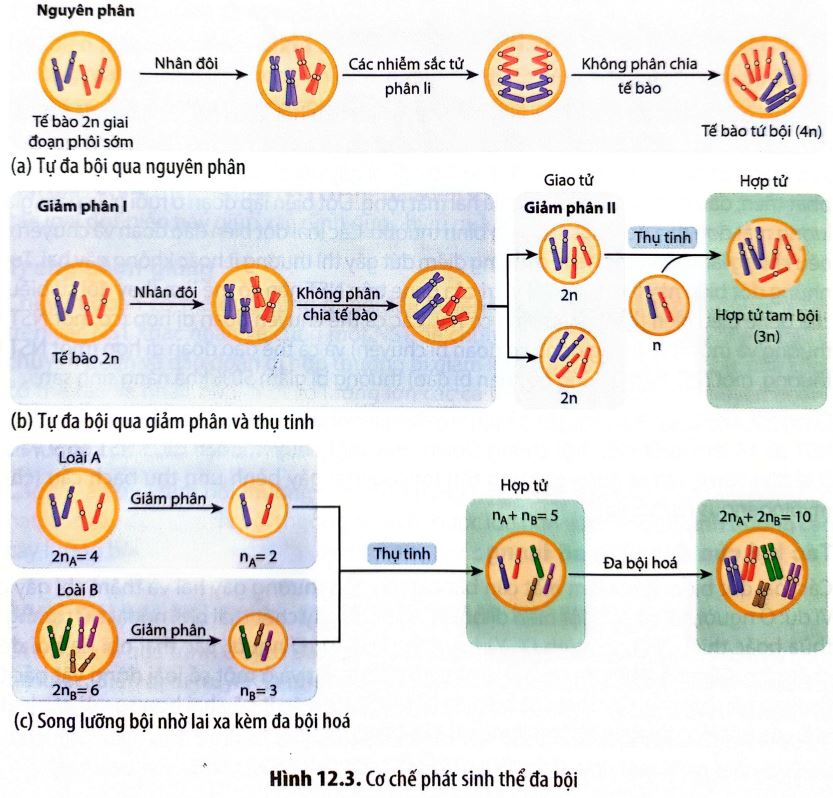 Nguyên phân
Nhân đôi
Các nhiễm sắc tử
phân li
Không phân chia
tế bào
Tế bào 2n giai
đoạn phôi sớm
Tế bào tứ bội (4n)
(a) Tự đa bội qua nguyên phân
Giảm phân I
Giao tử
Giảm phân II
Hợp tử
Thụ tinh
Nhân đôi
Không phân
chia tế bào
2n
n
Tế bào 2n
Hợp tử tam bội
(3n)
2n
(b) Tự đa bội qua giảm phân và thụ tinh
Loài A
Giảm phân
2nA = 4
nA = 2
Hợp tử
nA + nB = 5
2nA + 2nB = 10
Thụ tinh
Đa bội hoá
Loài B
Giảm phân
2nB = 6
nB = 3
(c) Song lưỡng bội nhờ lai xa kèm đa bội hoá
Hình 12.3. Cơ chế phát sinh thể đa bội